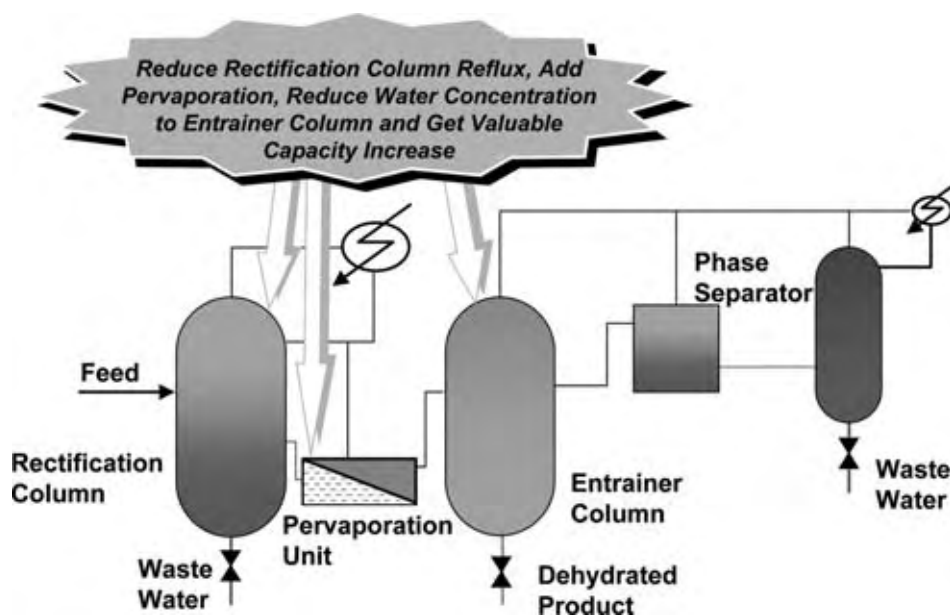 Reduce Rectification Column Reflux, Add
Pervaporation, Reduce Water Concentration
to Entrainer Column and Get Valuable
Capacity Increase
Phase
Separator
Feed
Rectification
Column
Pervaporation
Unit
Entrainer
Column
Waste
Water
Waste
Water
Dehydrated
Product